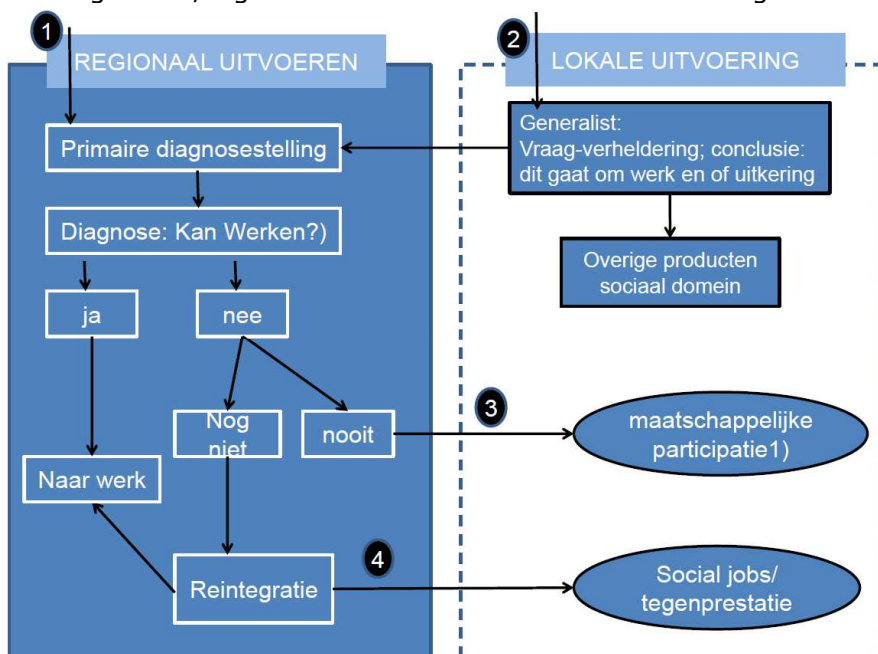 1
2
REGIONAAL UITVOEREN
LOKALE UITVOERING
Primaire diagnosestelling
Generalist:
Vraag-verheldering; conclusie:
dit gaat om werk en of uitkering
Diagnose: Kan Werken?)
Overige producten
sociaal domein
ja
nee
Nog
niet
nooit
3
maatschappelijke
participatie1)
Naar werk
4
Reintegratie
Social jobs/
tegenprestatie